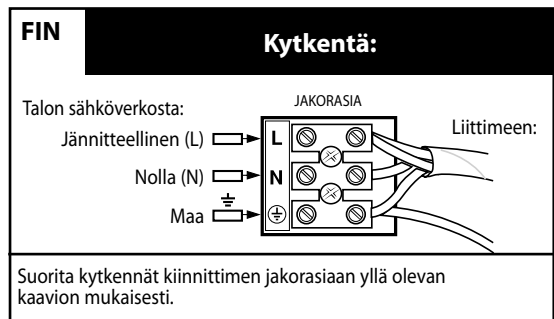 FIN
Kytkentä:
Talon sähköverkosta:
JAKORASIA
Liittimeen:
Jännitteellinen (L)
L
Nolla (N)
N
Maa
Suorita kytkennät kiinnittimen jakorasiaan yllä olevan
kaavion mukaisesti.